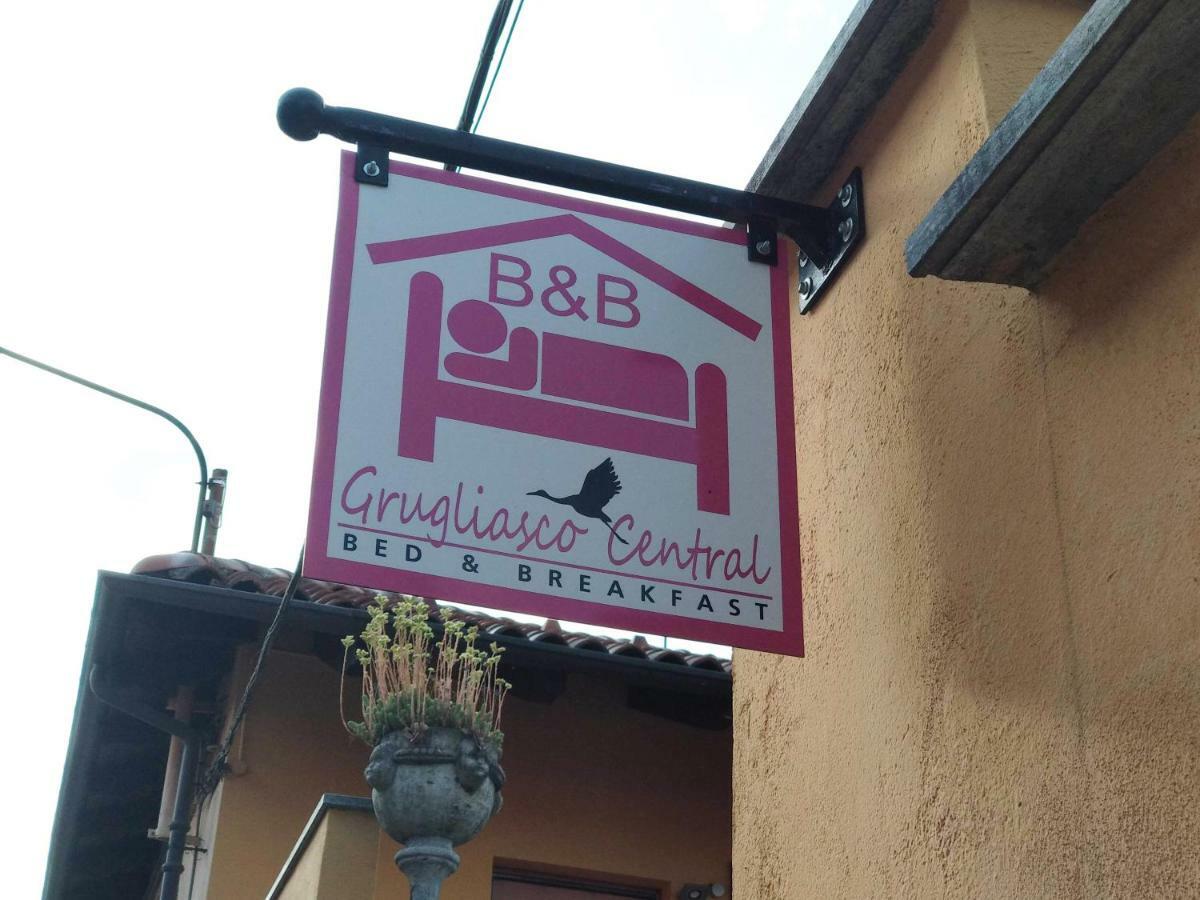 B&B
Grugliasco Central
BED & BREAKFAST